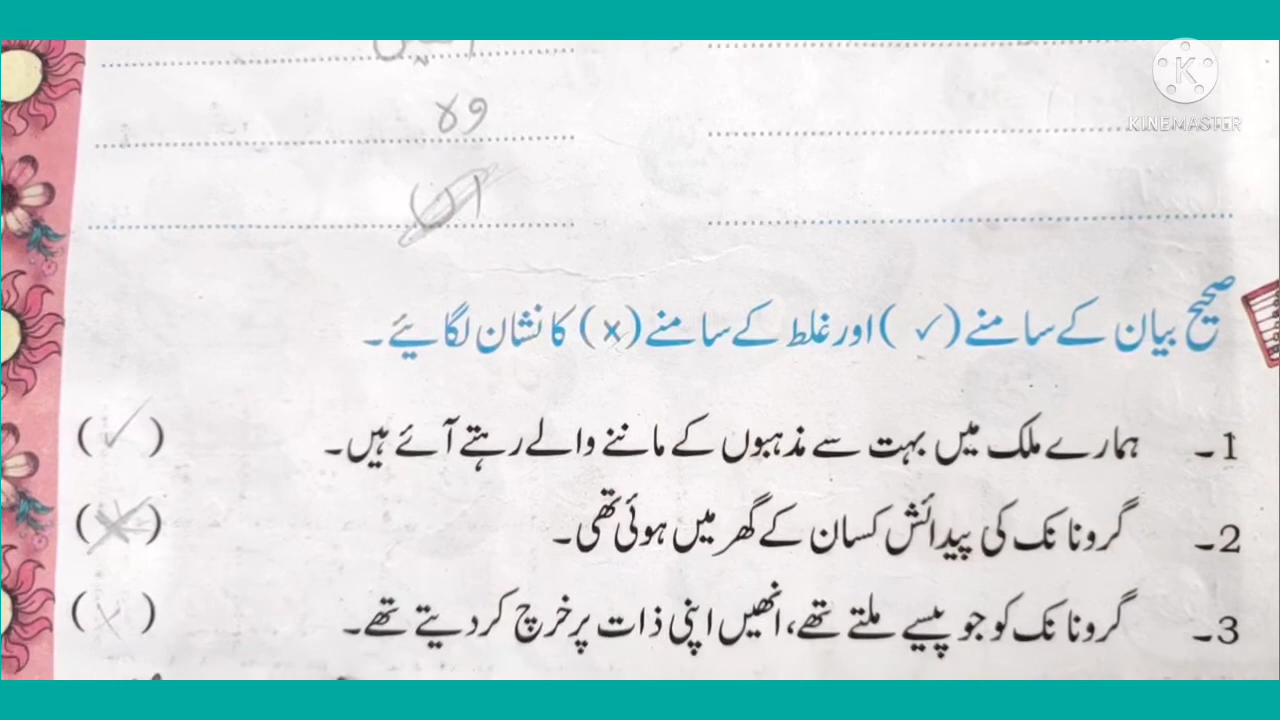 KINEMASTER
وہ
صحیح بیان کے سامنے (✓) اور غلط کے سامنے (×) کا نشان لگائیے۔
1۔ ہمارے ملک میں بہت سے مذہبوں کے ماننے والے رہتے آئے ہیں۔ (✓)
2۔ گرونانک کی پیدائش کسان کے گھر میں ہوئی تھی۔ (×)
3۔ گرونانک کو جو پیسے ملتے تھے، انھیں اپنی ذات پر خرچ کردیتے تھے۔ (×)